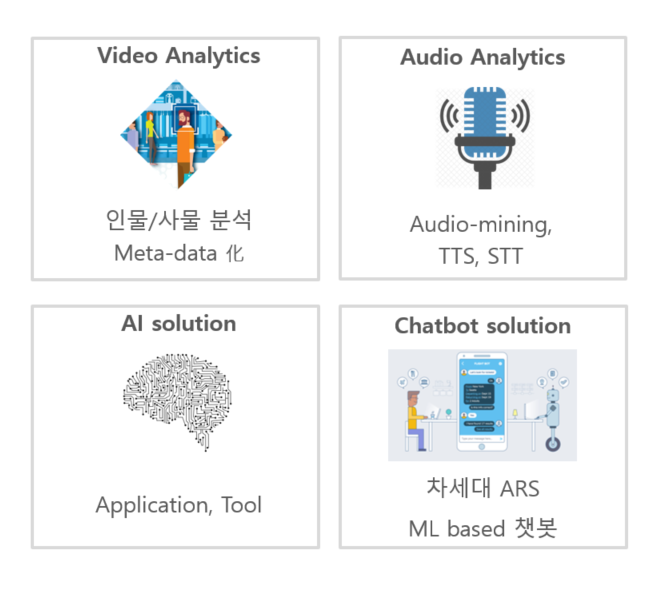 Video Analytics
인물/사물 분석
Meta-data 化
Audio Analytics
Audio-mining,
TTS, STT
AI solution
Application, Tool
Chatbot solution
차세대 ARS
ML based 챗봇